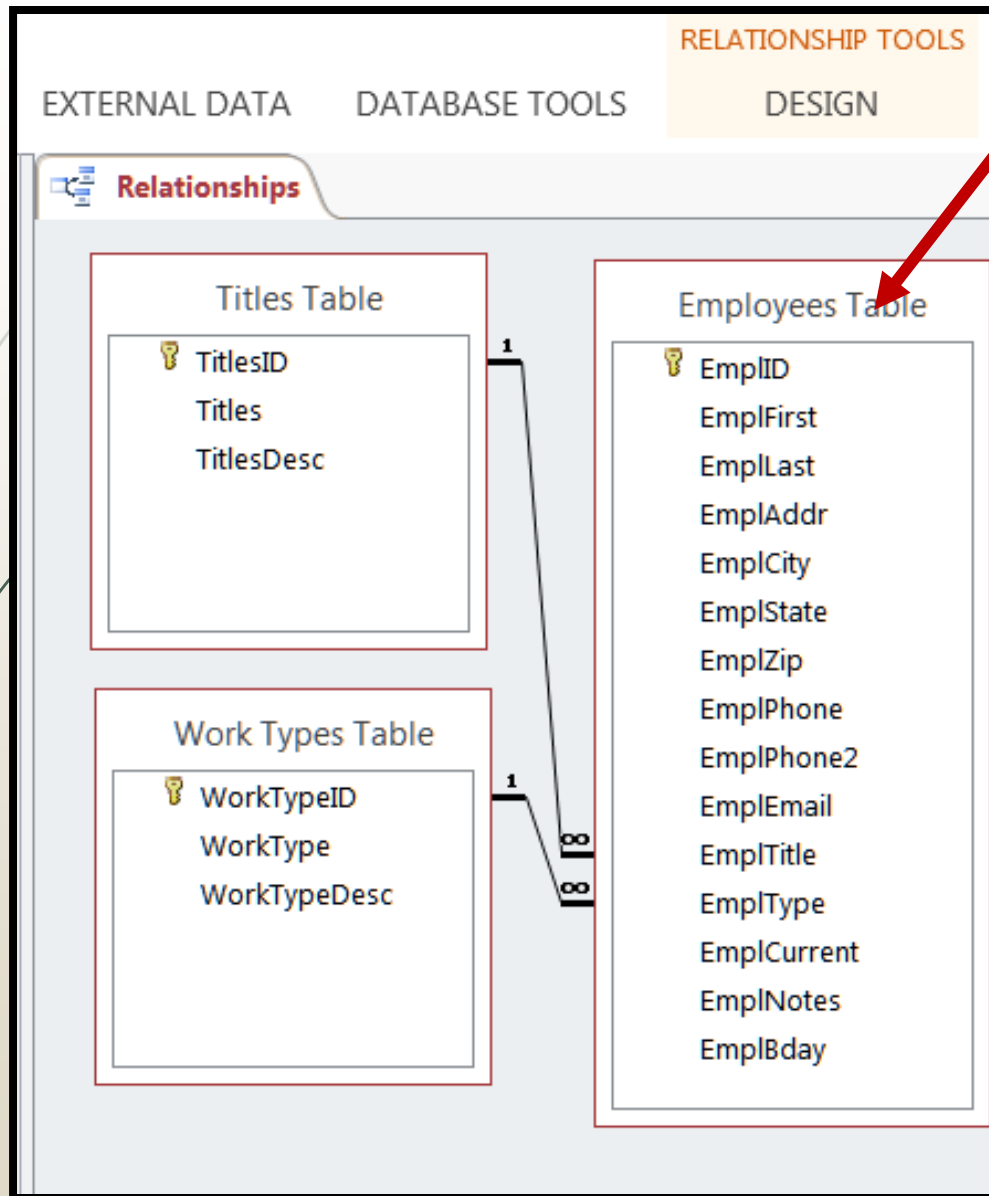 RELATIONSHIP TOOLS
EXTERNAL DATA DATABASE TOOLS DESIGN
Relationships
Titles Table
TitlesID
Titles
TitlesDesc
1
Work Types Table
WorkTypeID
WorkType
WorkTypeDesc
1
∞
∞
Employees Table
EmplID
EmplFirst
EmplLast
EmplAddr
EmplCity
EmplState
EmplZip
EmplPhone
EmplPhone2
EmplEmail
EmplTitle
EmplType
EmplCurrent
EmplNotes
EmplBday